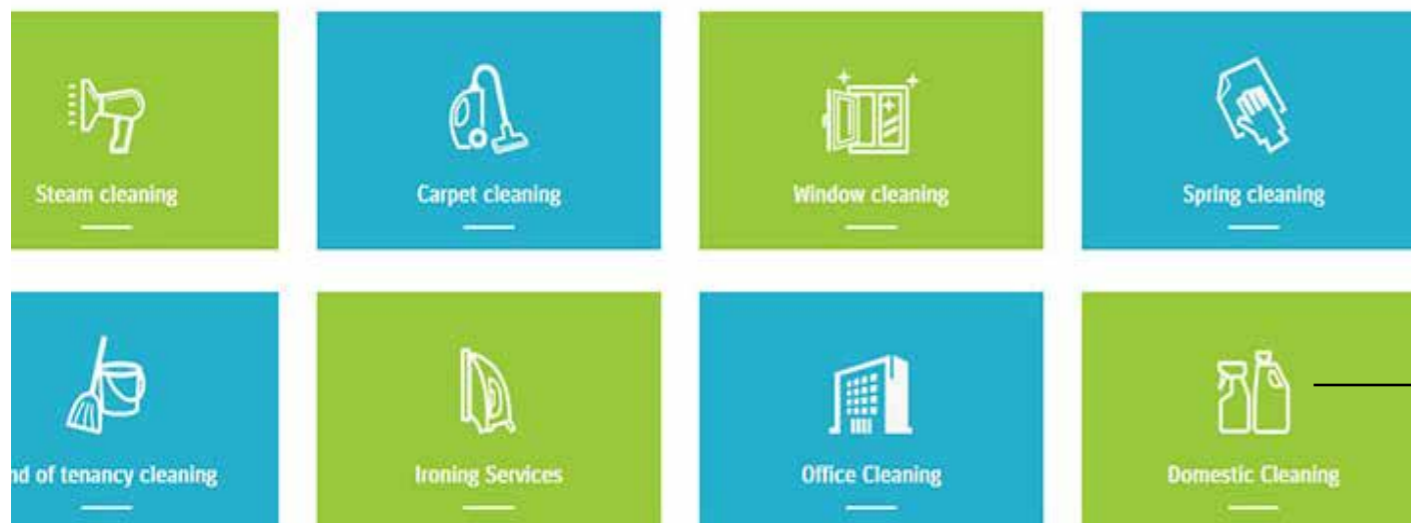 Steam cleaning
Carpet cleaning
Window cleaning
Spring cleaning
nd of tenancy cleaning
Ironing Services
Office Cleaning
Domestic Cleaning